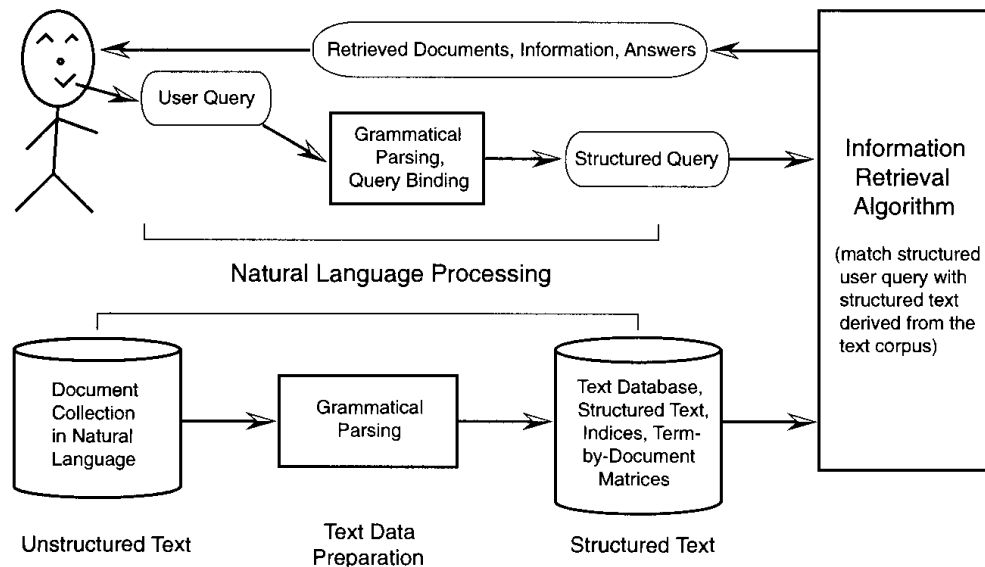 Retrieved Documents, Information, Answers
User Query
Grammatical
Parsing,
Query Binding
Structured Query
Information
Retrieval
Algorithm
(match structured
user query with
structured text
derived from the
text corpus)
Natural Language Processing
Document
Collection
in Natural
Language
Grammatical
Parsing
Text Database,
Structured Text,
Indices, Term-
by-Document
Matrices
Unstructured Text
Text Data
Preparation
Structured Text